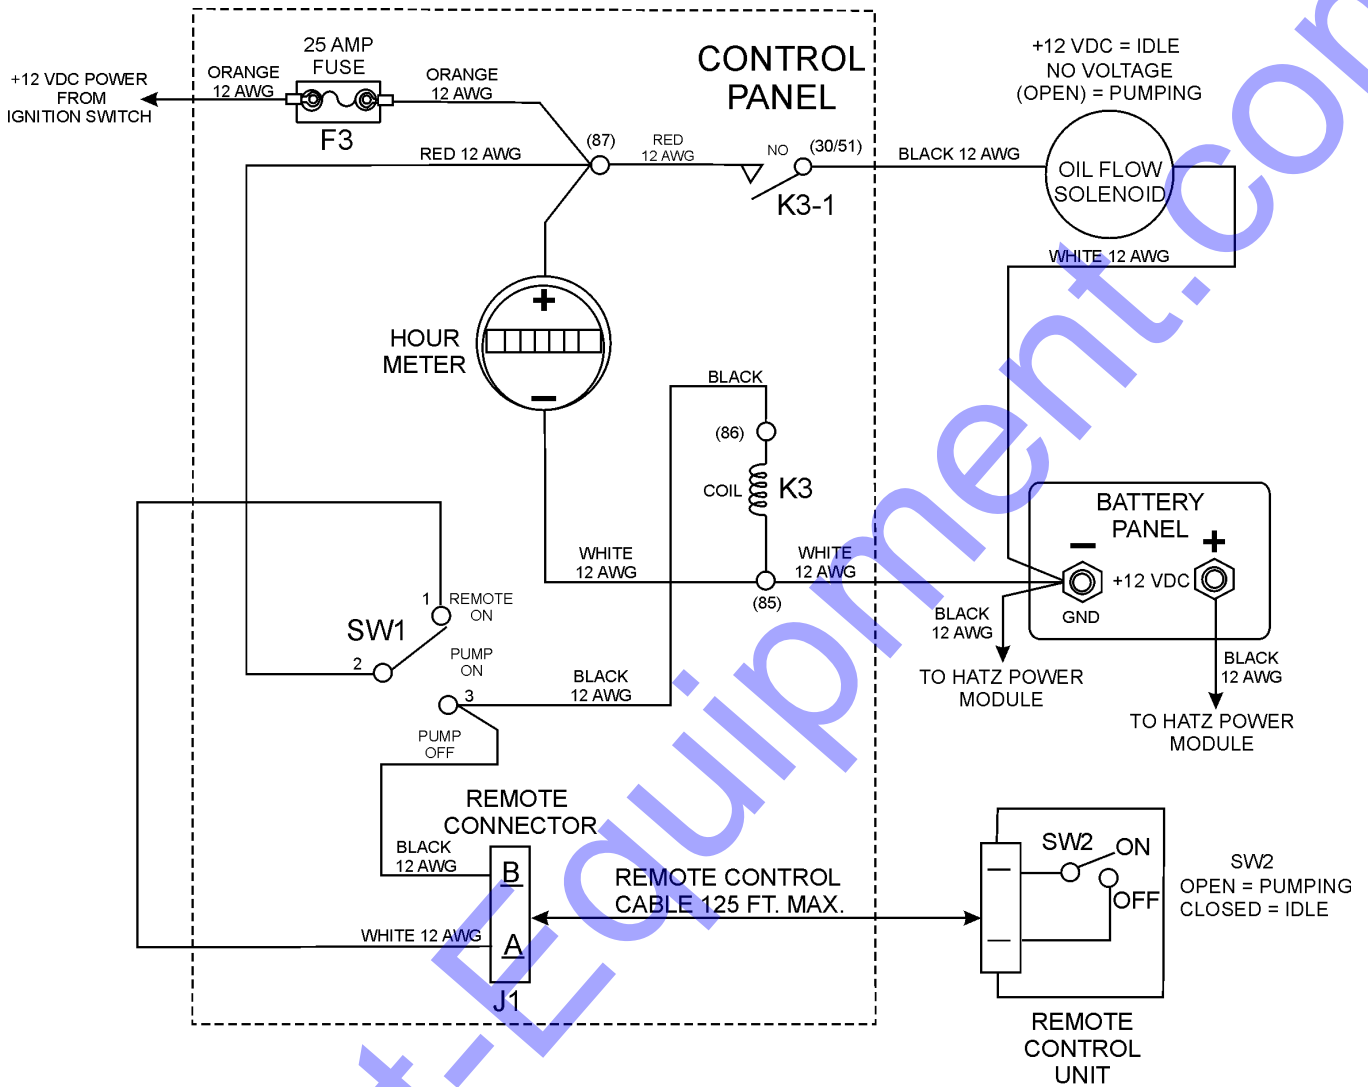 CONTROL
PANEL
25 AMP
FUSE
F3
+12 VDC POWER
FROM
IGNITION SWITCH
ORANGE
12 AWG
ORANGE
12 AWG
RED 12 AWG
(87)
RED
12 AWG
NO
(30/51)
K3-1
BLACK 12 AWG
+12 VDC = IDLE
NO VOLTAGE
(OPEN) = PUMPING
OIL FLOW
SOLENOID
WHITE 12 AWG
HOUR
METER
+
−
BLACK
(86)
COIL
K3
WHITE
12 AWG
(85)
WHITE
12 AWG
BATTERY
PANEL
−
+
+12 VDC
GND
BLACK
12 AWG
TO HATZ POWER
MODULE
BLACK
12 AWG
TO HATZ POWER
MODULE
1
REMOTE
ON
SW1
2
PUMP
ON
3
PUMP
OFF
BLACK
12 AWG
REMOTE
CONNECTOR
BLACK
12 AWG
B
A
WHITE 12 AWG
J1
REMOTE CONTROL
CABLE 125 FT. MAX.
SW2
ON
OFF
SW2
OPEN = PUMPING
CLOSED = IDLE
REMOTE
CONTROL
UNIT
t-Equipment.com